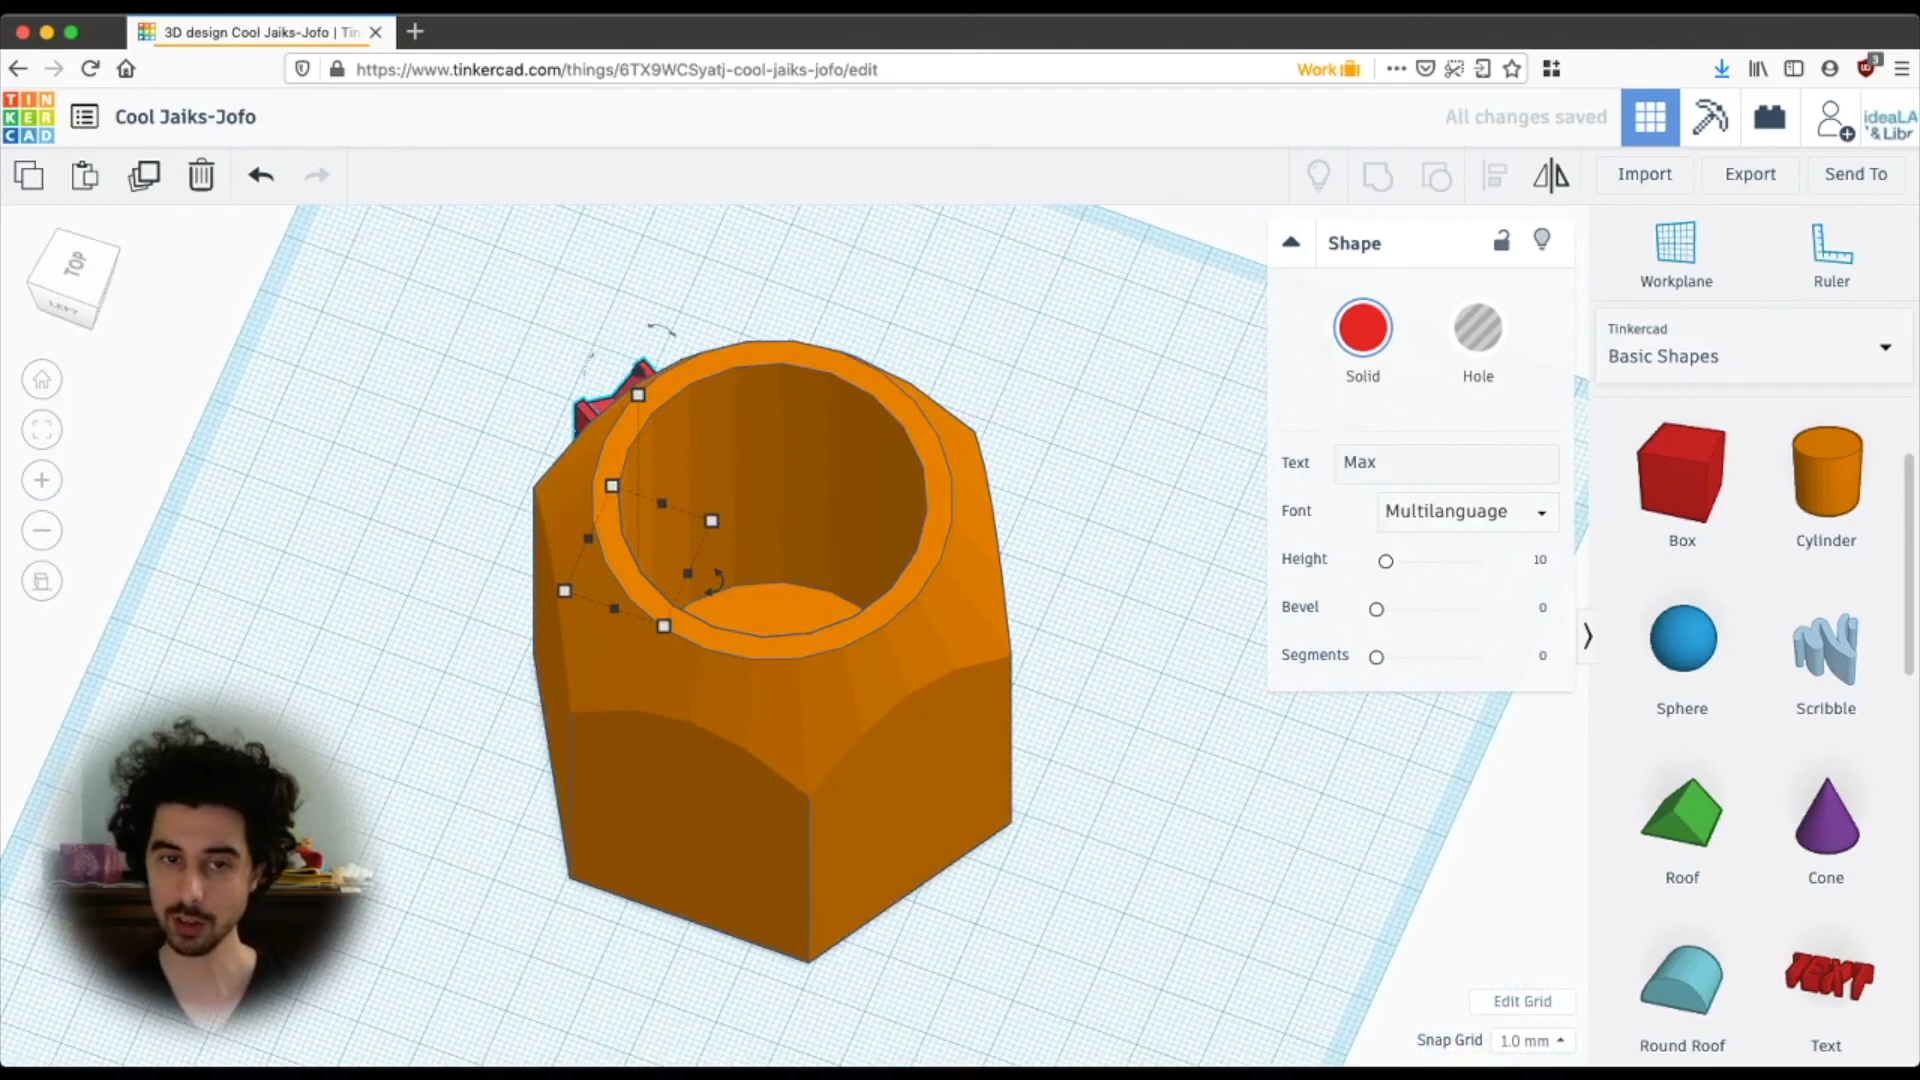 3D design Cool Jaiks-Jofo | Tin
https://www.tinkercad.com/things/6TX9WCSyatj-cool-jaiks-jofo/edit
Work
3
TIN
KER
CAD
Cool Jaiks-Jofo
All changes saved
ideaLA
& Libr
Import
Export
Send To
TOP
LEFT
Shape
Solid
Hole
Text
Max
Font
Multilanguage
Height
10
Bevel
0
Segments
0
Workplane
Ruler
Tinkercad
Basic Shapes
Box
Cylinder
Sphere
Scribble
Roof
Cone
TEXT
Round Roof
Text
Edit Grid
Snap Grid
1.0 mm